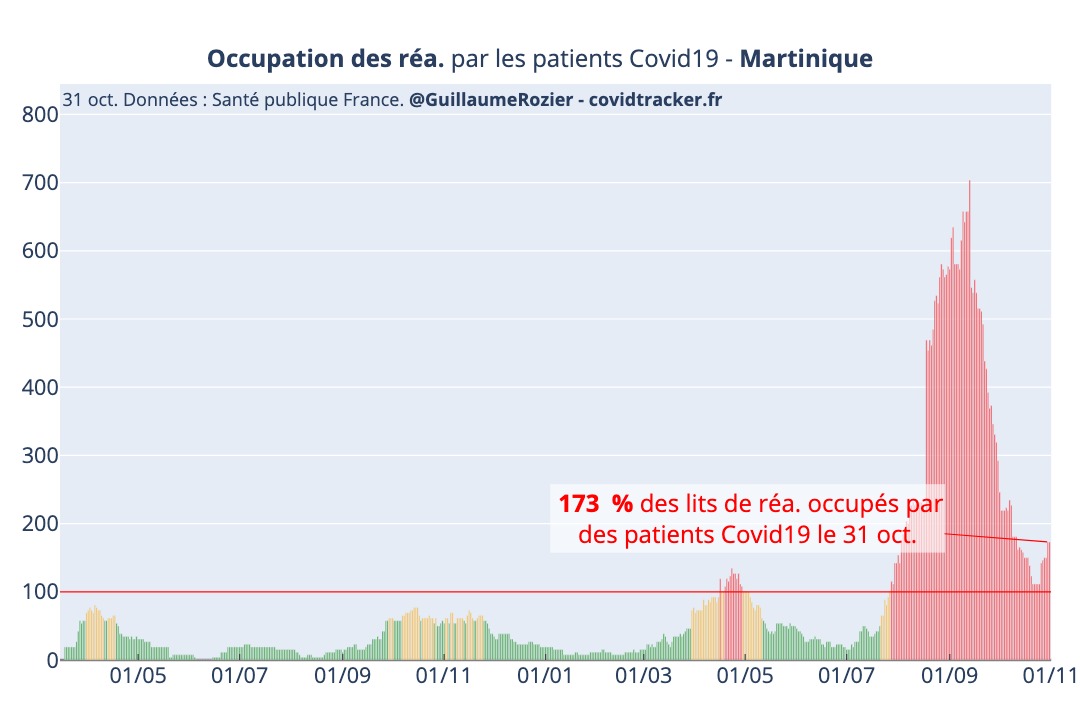 Occupation des réa. par les patients Covid19 - Martinique
31 oct. Données : Santé publique France. @GuillaumeRozier - covidtracker.fr
800
700
600
500
400
300
200
100
0
173 % des lits de réa. occupés par
des patients Covid19 le 31 oct.
01/05 01/07 01/09 01/11 01/01 01/03 01/05 01/07 01/09 01/11